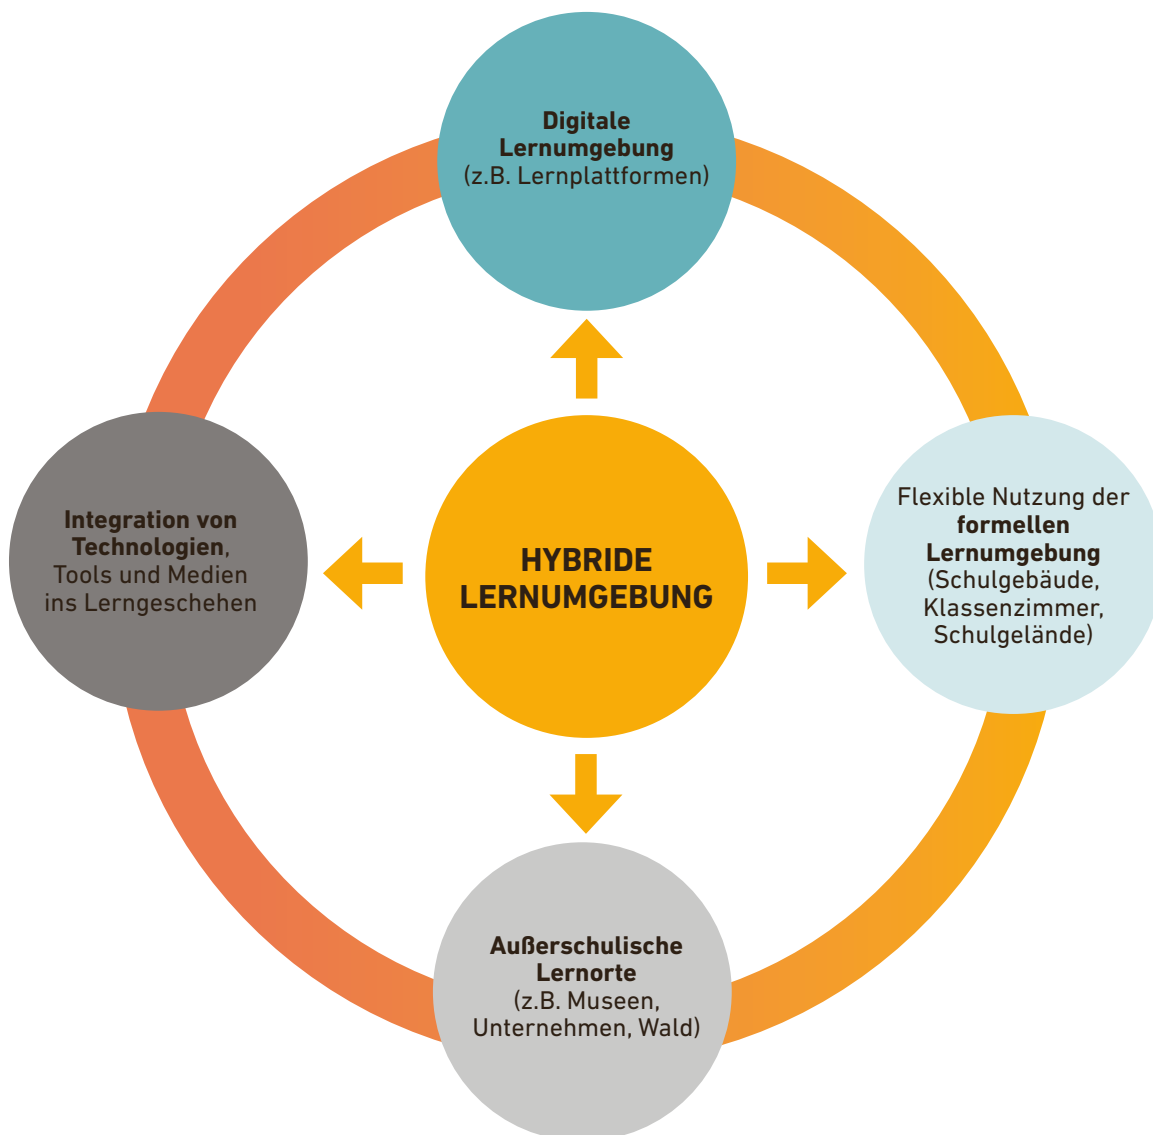 Digitale
Lernumgebung
(z.B. Lernplattformen)
Integration von
Technologien,
Tools und Medien
ins Lerngeschehen
HYBRIDE
LERNUMGEBUNG
Flexible Nutzung der
formellen
Lernumgebung
(Schulgebäude,
Klassenzimmer,
Schulgelände)
Außerschulische
Lernorte
(z.B. Museen,
Unternehmen, Wald)